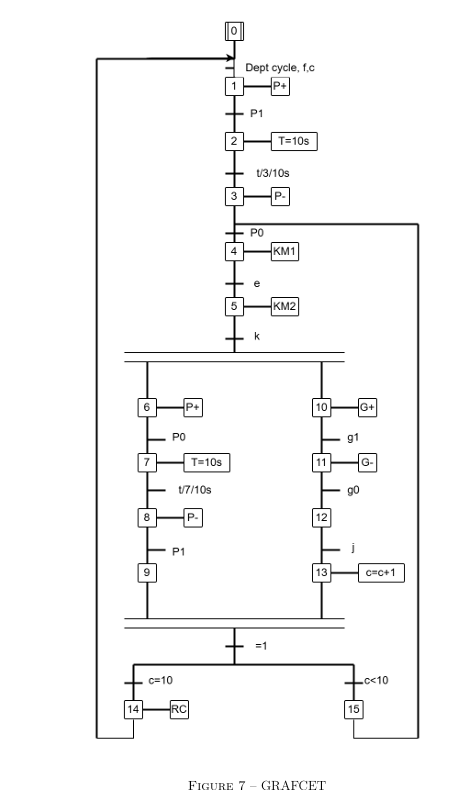 0
Dept cycle, f,c
1 P+
P1
2 T=10s
t/3/10s
3 P-
P0
4 KM1
e
5 KM2
k
6 P+ 10 G+
P0 g1
7 T=10s 11 G-
t/7/10s g0
8 P- 12
P1 j
9 13 c=c+1
=1
c=10 c<10
14 RC 15
FIGURE 7 – GRAFCET